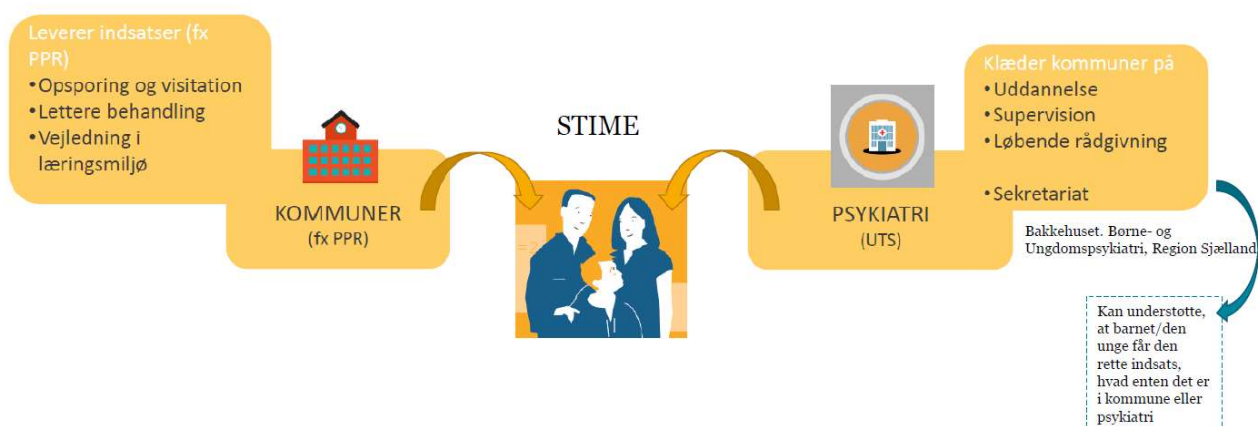 Leverer indsatser (fx
PPR)
•Opsporing og visitation
•Lettere behandling
•Vejledning i
læringsmiljø
KOMMUNER
(fx PPR)
STIME
PSYKIATRI
(UTS)
Klæder kommuner på
•Uddannelse
•Supervision
•Løbende rådgivning
•Sekretariat
Bakkehuset. Børne- og
Ungdomspsykiatri, Region Sjælland
Kan understøtte,
at barnet/den
unge får den
rette indsats,
hvad enten det er
i kommune eller
psykiatri